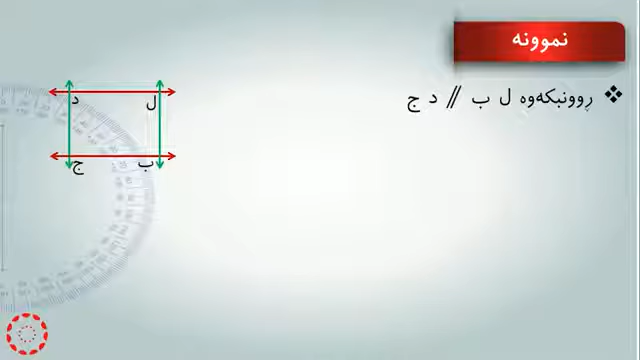 نموونە
❖ ڕوونبکەوە ل ب // د ج
د ل
ج ب